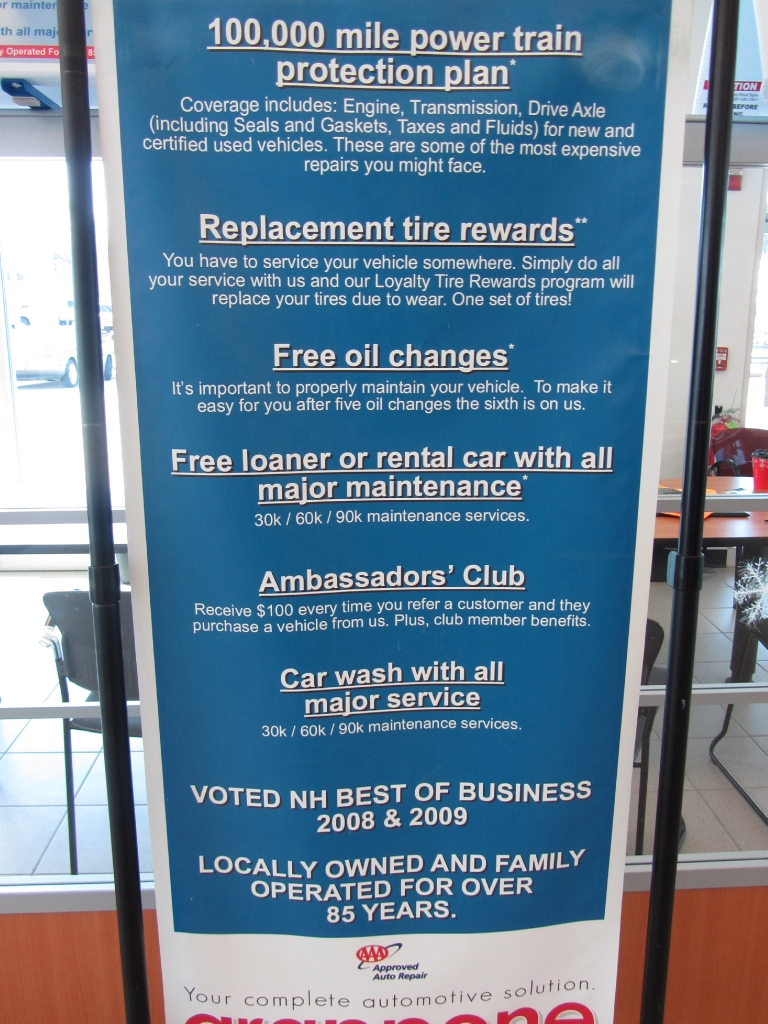 100,000 mile power train
protection plan*
Coverage includes: Engine, Transmission, Drive Axle
(including Seals and Gaskets, Taxes and Fluids) for new and
certified used vehicles. These are some of the most expensive
repairs you might face.
Replacement tire rewards**
You have to service your vehicle somewhere. Simply do all
your service with us and our Loyalty Tire Rewards program will
replace your tires due to wear. One set of tires!
Free oil changes*
It's important to properly maintain your vehicle. To make it
easy for you after five oil changes the sixth is on us.
Free loaner or rental car with all
major maintenance*
30k / 60k / 90k maintenance services.
Ambassadors' Club
Receive $100 every time you refer a customer and they
purchase a vehicle from us. Plus, club member benefits.
Car wash with all
major service
30k / 60k / 90k maintenance services.
VOTED NH BEST OF BUSINESS
2008 & 2009
LOCALLY OWNED AND FAMILY
OPERATED FOR OVER
85 YEARS.
AAA
Approved
Auto Repair
Your complete automotive solution.
grappone